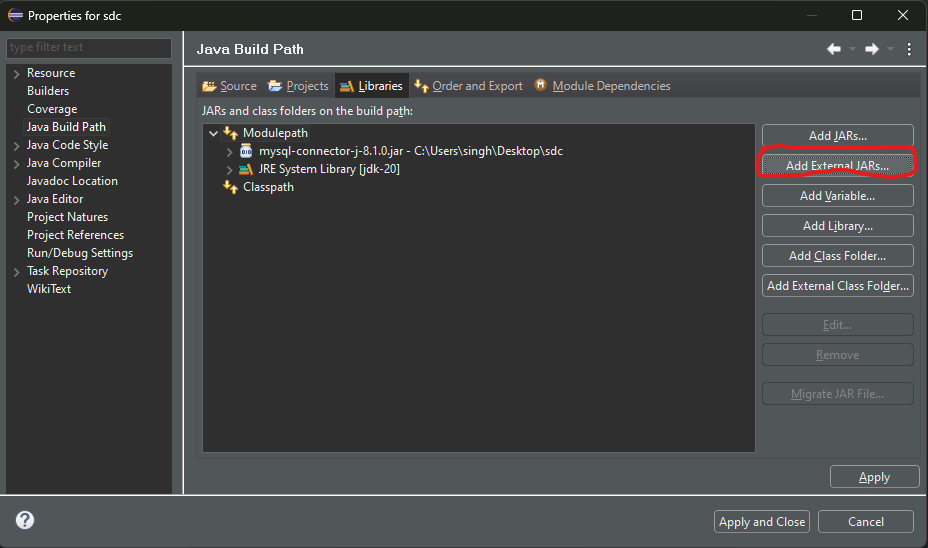 Properties for sdc
type filter text
Resource
Builders
Coverage
Java Build Path
Java Code Style
Java Compiler
Javadoc Location
Java Editor
Project Natures
Project References
Run/Debug Settings
Task Repository
WikiText
Java Build Path
Source
Projects
Libraries
Order and Export
Module Dependencies
JARs and class folders on the build path:
Modulepath
mysql-connector-j-8.1.0.jar - C:\Users\singh\Desktop\sdc
JRE System Library [jdk-20]
Classpath
Add JARs...
Add External JARs...
Add Variable...
Add Library...
Add Class Folder...
Add External Class Folder...
Edit...
Remove
Migrate JAR File...
Apply
Apply and Close
Cancel